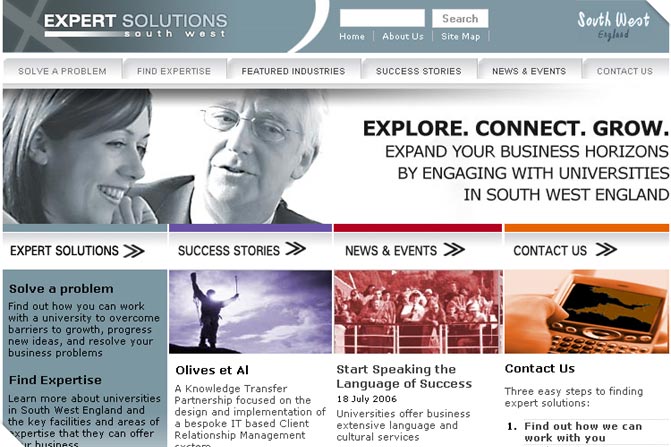 EXPERT SOLUTIONS
south west
Search
Home | About Us | Site Map |
South West
England
SOLVE A PROBLEM
FIND EXPERTISE
FEATURED INDUSTRIES
SUCCESS STORIES
NEWS & EVENTS
CONTACT US
EXPLORE. CONNECT. GROW.
EXPAND YOUR BUSINESS HORIZONS
BY ENGAGING WITH UNIVERSITIES
IN SOUTH WEST ENGLAND
EXPERT SOLUTIONS
SUCCESS STORIES
NEWS & EVENTS
CONTACT US
Solve a problem
Find out how you can work
with a university to overcome
barriers to growth, progress
new ideas, and resolve your
business problems
Find Expertise
Learn more about universities
in South West England and
the key facilities and areas of
expertise that they can offer
your business
Olives et Al
A Knowledge Transfer
Partnership focused on the
design and implementation of
a bespoke IT based Client
Relationship Management
system
Start Speaking the
Language of Success
18 July 2006
Universities offer business
extensive language and
cultural services
Contact Us
Three easy steps to finding
expert solutions:
1. Find out how we can
work with you